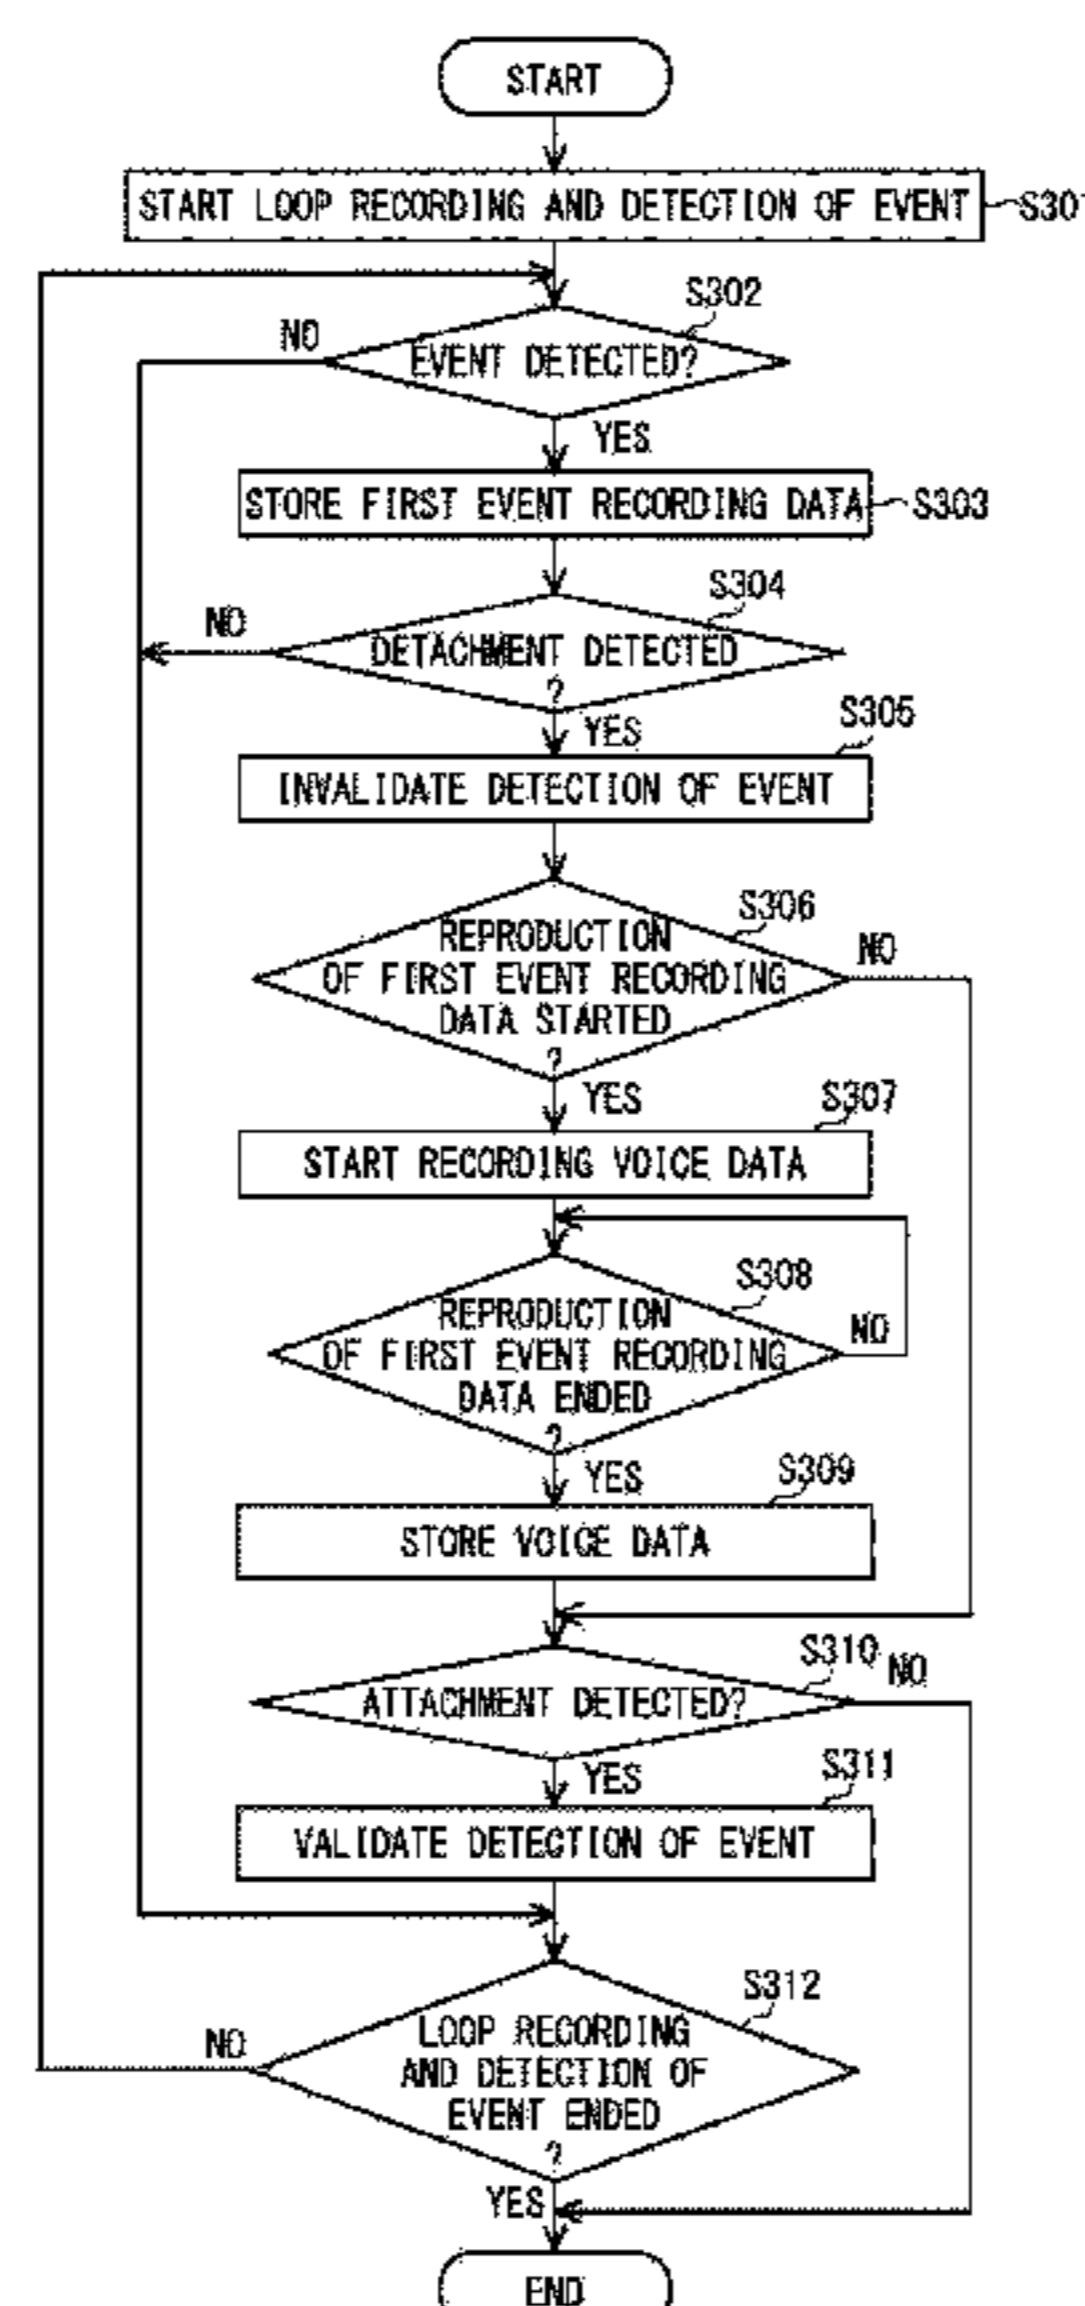 START
START LOOP RECORDING AND DETECTION OF EVENT
S301
S302
NO
EVENT DETECTED?
YES
STORE FIRST EVENT RECORDING DATA
S303
S304
NO
DETACHMENT DETECTED
?
YES
S305
INVALIDATE DETECTION OF EVENT
S306
REPRODUCTION
NO
OF FIRST EVENT RECORDING
DATA STARTED
?
YES
S307
START RECORDING VOICE DATA
S308
REPRODUCTION
NO
OF FIRST EVENT RECORDING
DATA ENDED
?
YES
S309
STORE VOICE DATA
S310
NO
ATTACHMENT DETECTED?
YES
S311
VALIDATE DETECTION OF EVENT
S312
LOOP RECORDING
NO
AND DETECTION OF
EVENT ENDED
?
YES
END